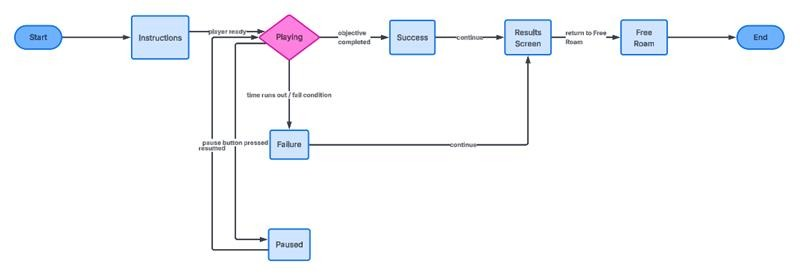 Start
Instructions
player ready
Playing
objective
completed
Success
continue
Results
Screen
return to Free
Roam
Free
Roam
End
time runs out / fail condition
pause button pressed
resumed
Failure
continue
Paused